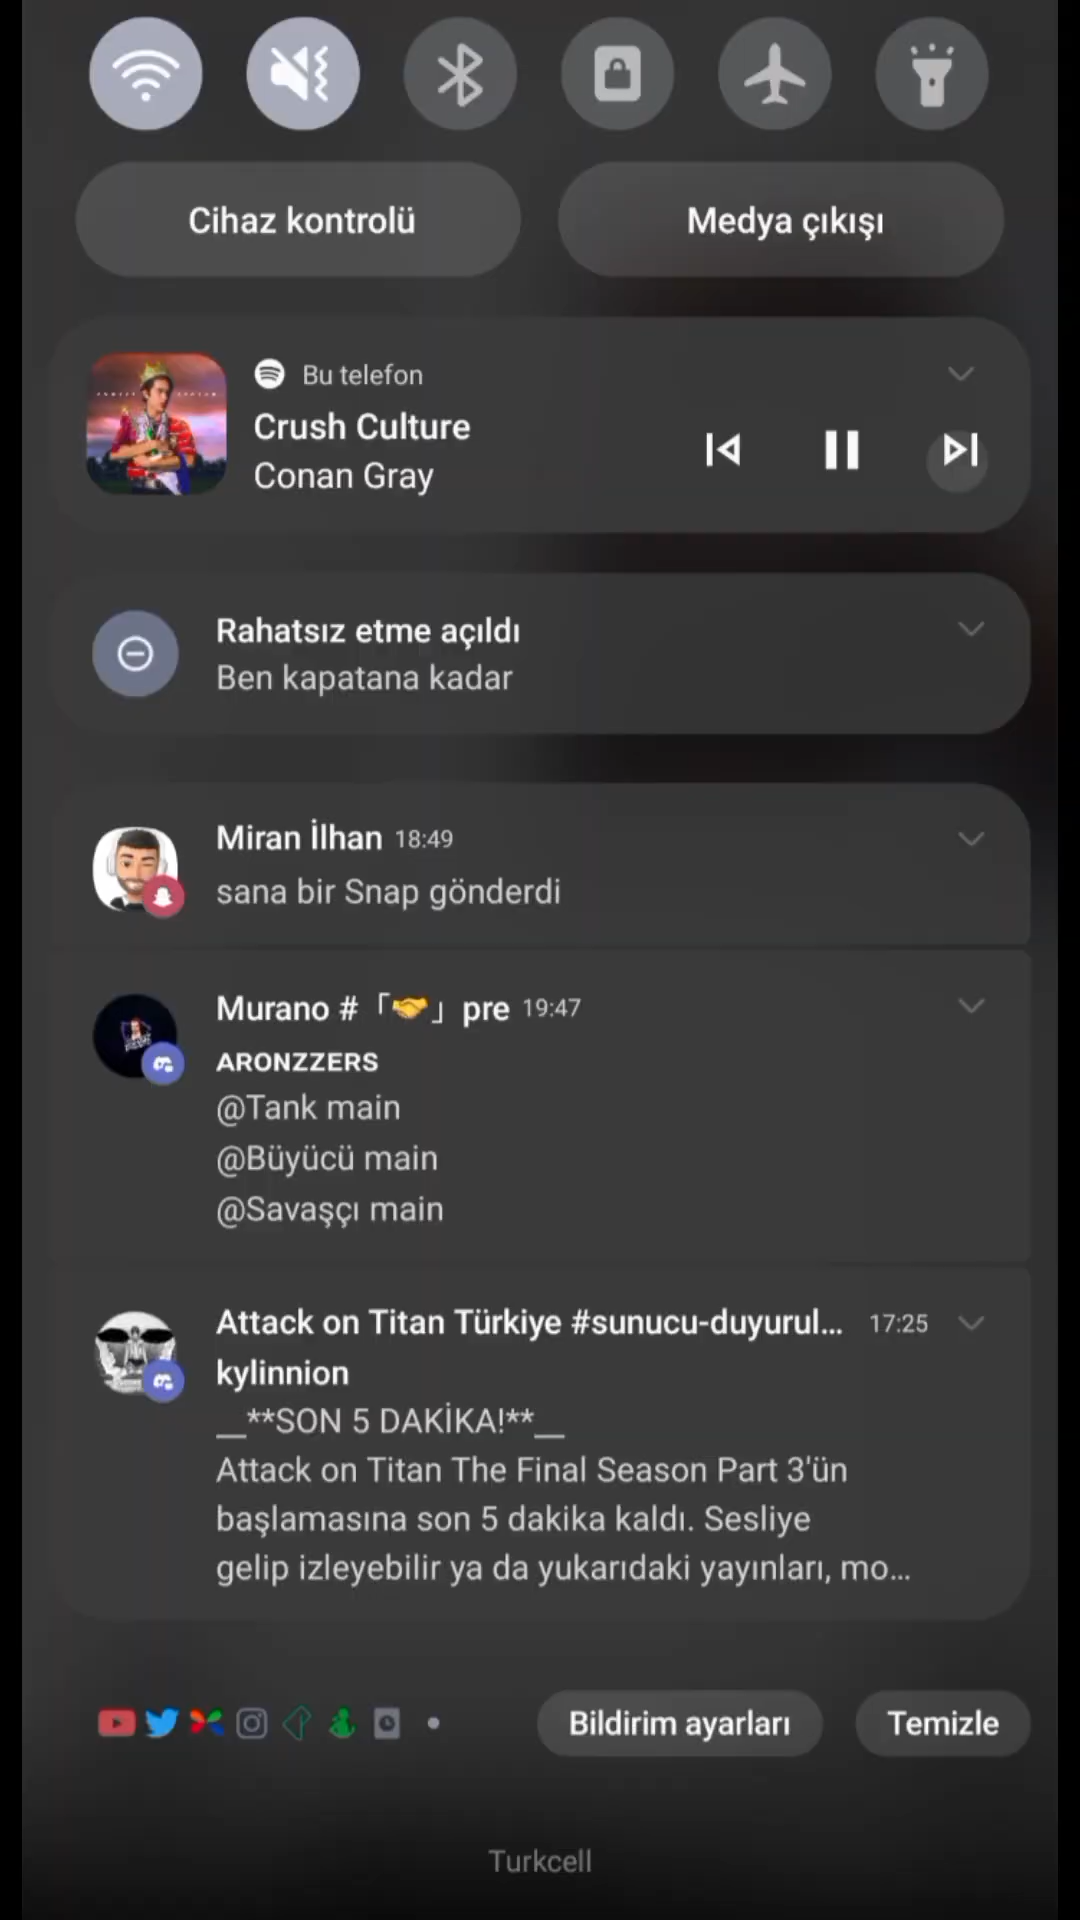 Cihaz kontrolü
Medya çıkışı
Bu telefon
Crush Culture
Conan Gray
Rahatsız etme açıldı
Ben kapatana kadar
Miran İlhan 18:49
sana bir Snap gönderdi
Murano # 「🤝」 pre 19:47
ARONZZERS
@Tank main
@Büyücü main
@Savaşçı main
Attack on Titan Türkiye #sunucu-duyurul... 17:25
kylinnion
__**SON 5 DAKİKA!**__
Attack on Titan The Final Season Part 3'ün
başlamasına son 5 dakika kaldı. Sesliye
gelip izleyebilir ya da yukarıdaki yayınları, mo...
Bildirim ayarları
Temizle
Turkcell